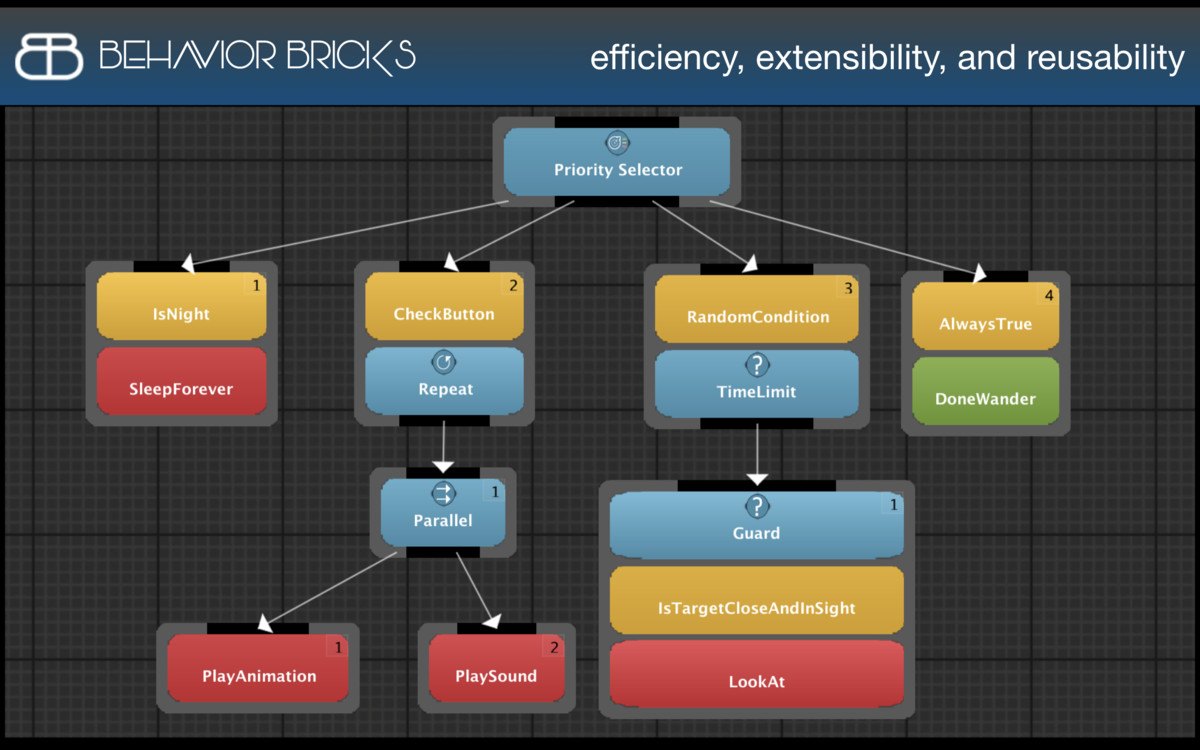 BEHAVIOR BRICKS
efficiency, extensibility, and reusability
Priority Selector
1
IsNight
SleepForever
2
CheckButton
Repeat
3
RandomCondition
?
TimeLimit
4
AlwaysTrue
DoneWander
1
Parallel
1
?
Guard
IsTargetCloseAndInSight
LookAt
1
PlayAnimation
2
PlaySound